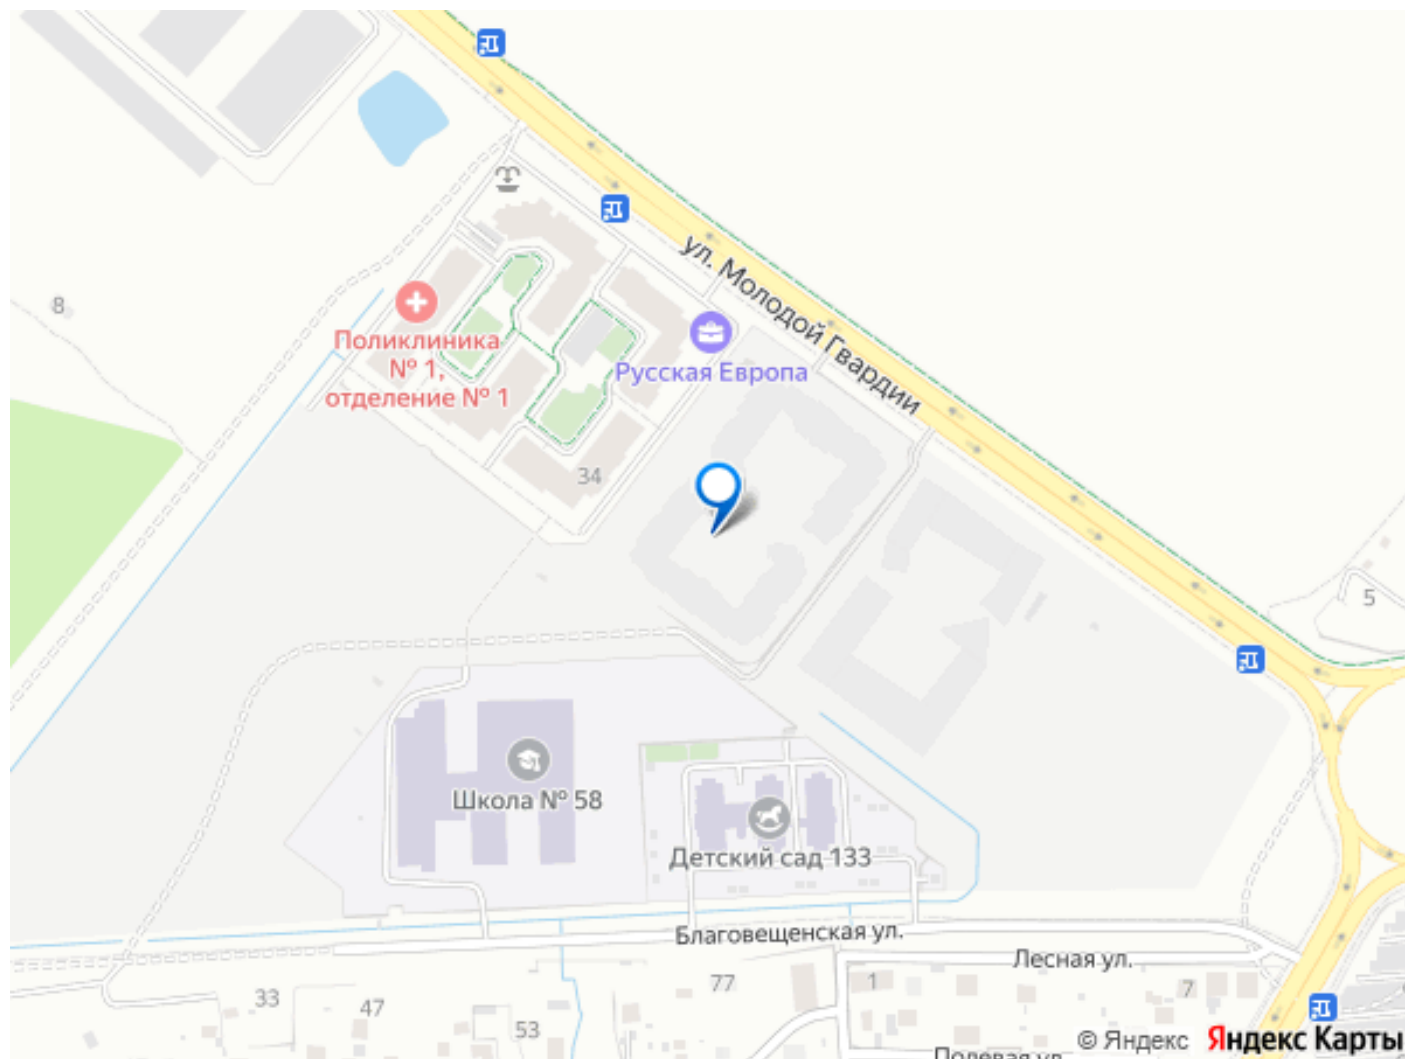 ул. Молодой Гвардии
8
Поликлиника
№ 1,
отделение № 1
Русская Европа
34
5
Школа № 58
Детский сад 133
Благовещенская ул.
Лесная ул.
77
1
7
33
47
53
Полевая ул.
© Яндекс Яндекс Карты